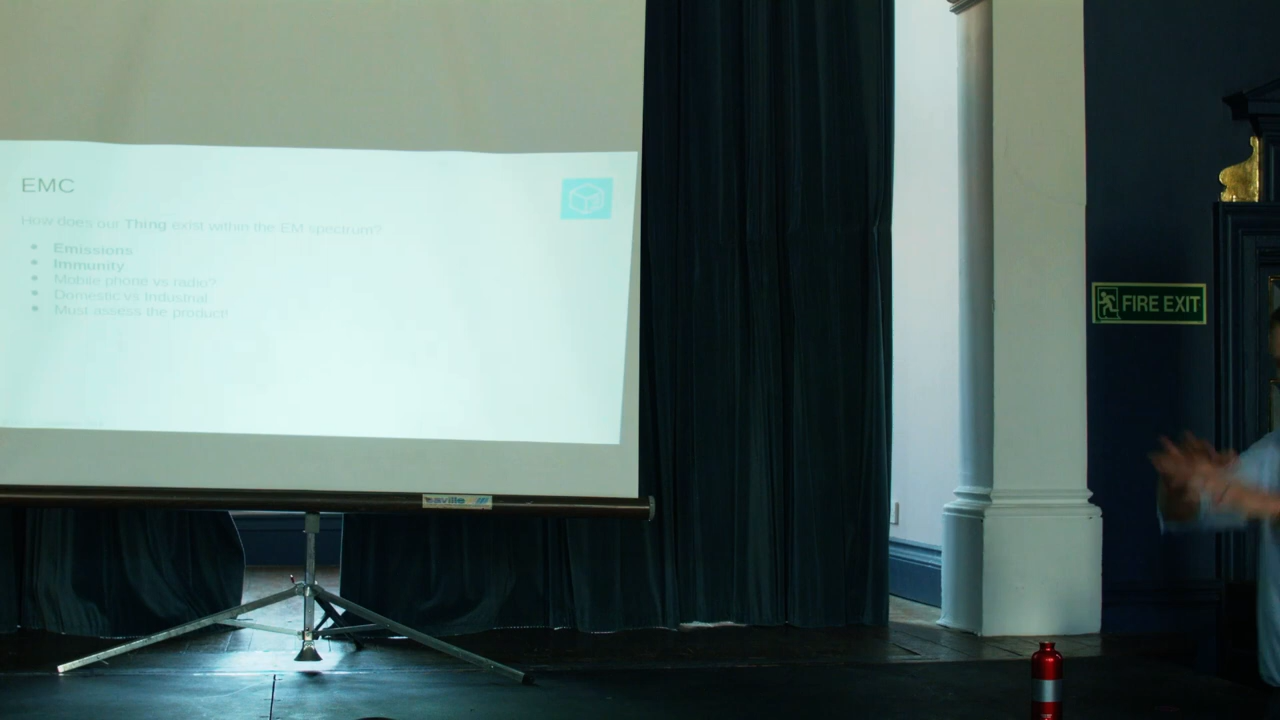 EMC
How does our Thing exist within the EM spectrum?
Emissions
Immunity
Mobile phone vs radio?
Domestic vs Industrial
Must assess the product!
FIRE EXIT
saville